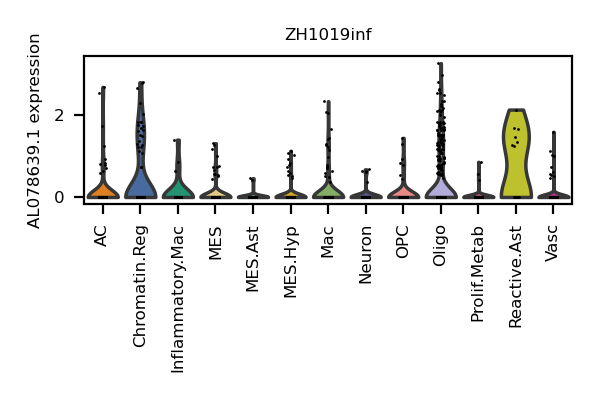 ZH1019inf
AL078639.1 expression
2
0
AC
Chromatin.Reg
Inflammatory.Mac
MES
MES.Ast
MES.Hyp
Mac
Neuron
OPC
Oligo
Prolif.Metab
Reactive.Ast
Vasc